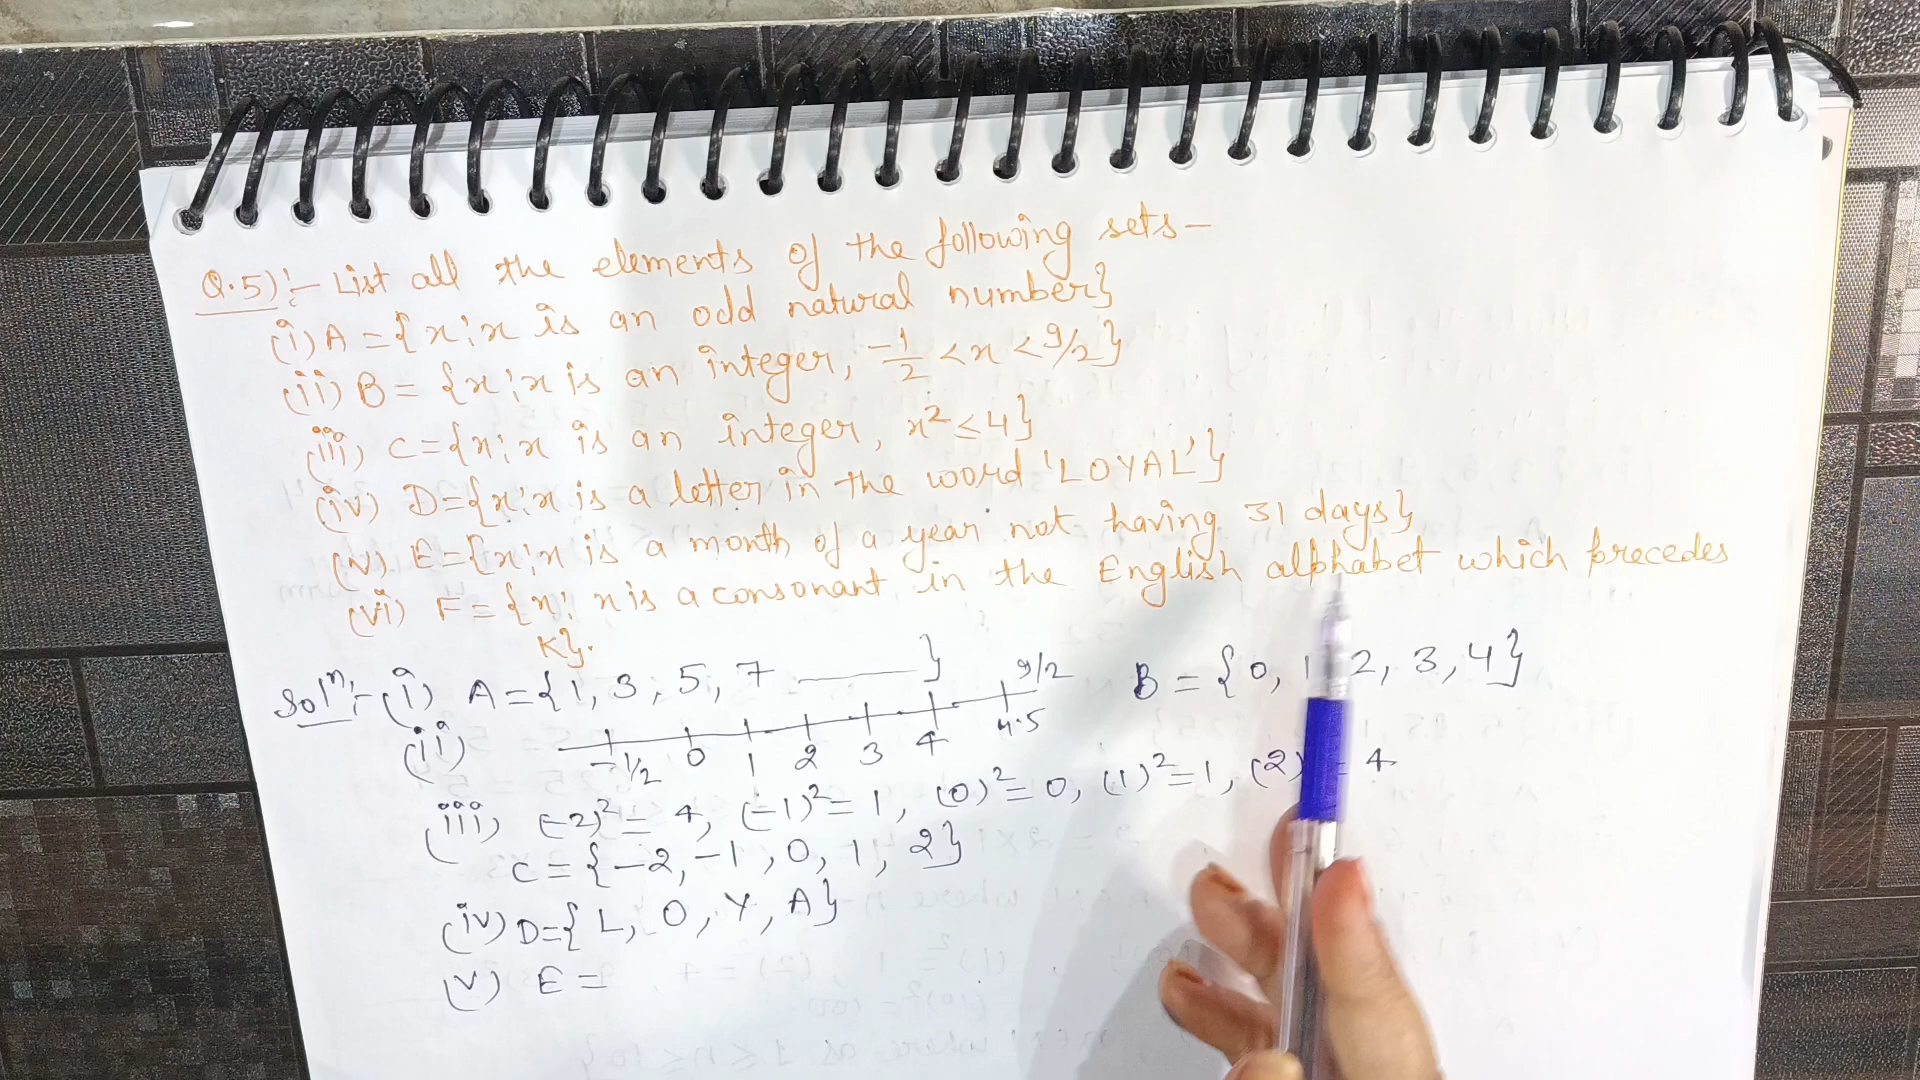 Q.5):- List all the elements of the following sets-
(i) A = {x:x is an odd natural number}
(ii) B = {x:x is an integer, -1/2 < x < 9/2}
(iii) C = {x:x is an integer, x² ≤ 4}
(iv) D = {x:x is a letter in the word 'LOYAL'}
(v) E = {x:x is a month of a year not having 31 days}
(vi) F = {x: x is a consonant in the English alphabet which precedes
K}.
Solⁿ:- (i) A = {1, 3, 5, 7 ——— }
(ii) -1/2 0 1 2 3 4 4.5 9/2 B = {0, 1, 2, 3, 4}
(iii) (-2)² = 4, (-1)² = 1, (0)² = 0, (1)² = 1, (2) = 4
C = {-2, -1, 0, 1, 2}
(iv) D = {L, O, Y, A}
(v) E =